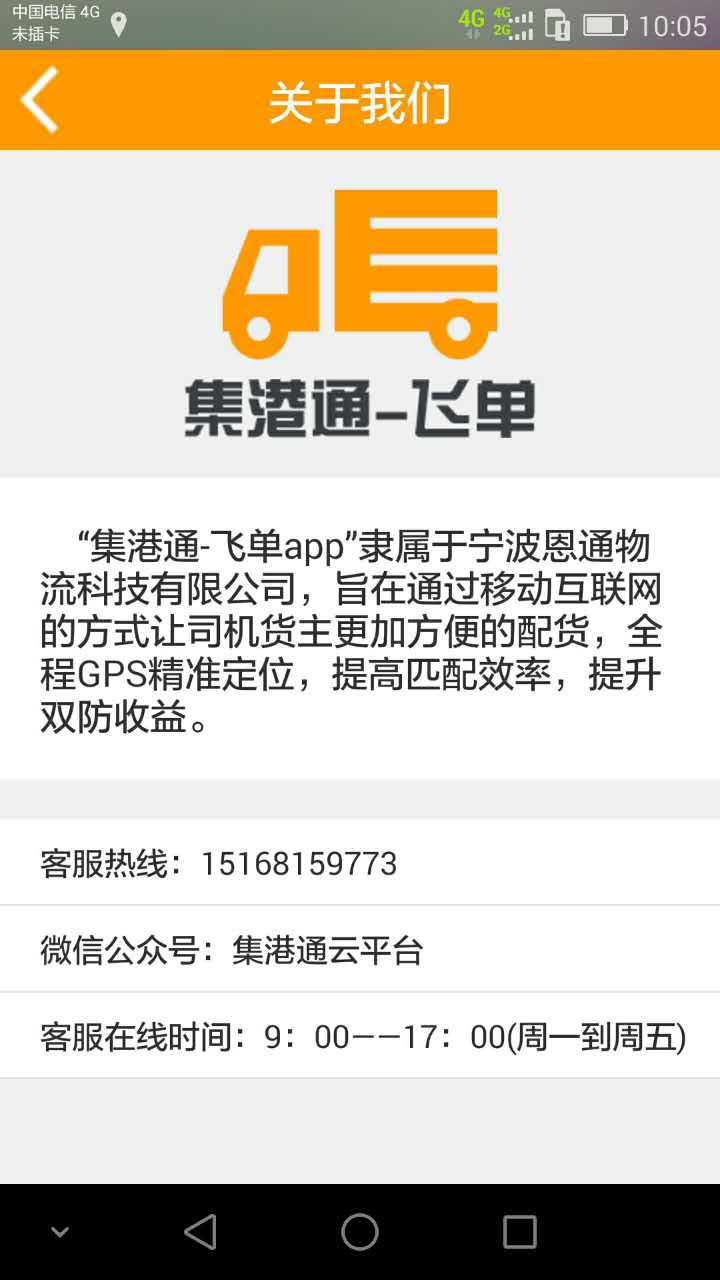 中国电信 4G
未插卡
4G 4G 2G 10:05
关于我们
集港通-飞单
“集港通-飞单app”隶属于宁波恩通物
流科技有限公司，旨在通过移动互联网
的方式让司机货主更加方便的配货，全
程GPS精准定位，提高匹配效率，提升
双防收益。
客服热线：15168159773
微信公众号：集港通云平台
客服在线时间：9：00——17：00(周一到周五)